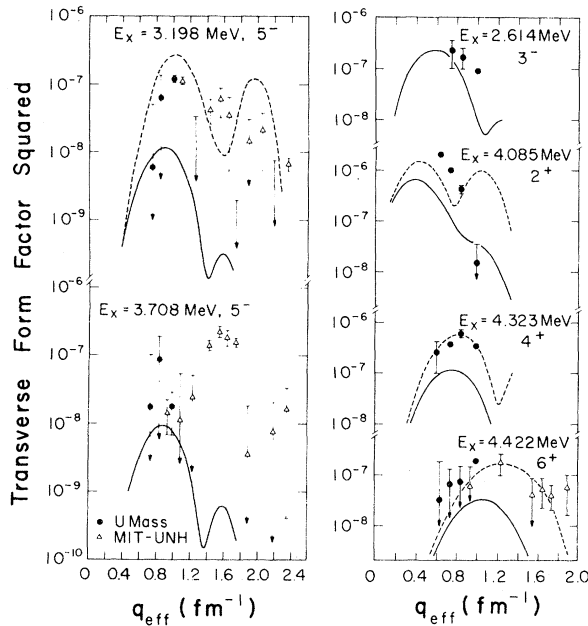 Transverse Form Factor Squared
10⁻⁶
Eₓ = 3.198 MeV, 5⁻
10⁻⁷
10⁻⁸
10⁻⁹
10⁻⁶
10⁻⁷
Eₓ = 3.708 MeV, 5⁻
10⁻⁸
10⁻⁹
10⁻¹⁰
● U Mass
△ MIT-UNH
0 0.4 0.8 1.2 1.6 2.0 2.4
q_eff (fm⁻¹)
10⁻⁶
Eₓ = 2.614 MeV
3⁻
10⁻⁷
10⁻⁸
10⁻⁶
Eₓ = 4.085 MeV
2⁺
10⁻⁷
10⁻⁸
10⁻⁶
Eₓ = 4.323 MeV
4⁺
10⁻⁷
10⁻⁸
10⁻⁶
Eₓ = 4.422 MeV
6⁺
10⁻⁷
10⁻⁸
0 0.4 0.8 1.2 1.6 2.0
q_eff (fm⁻¹)